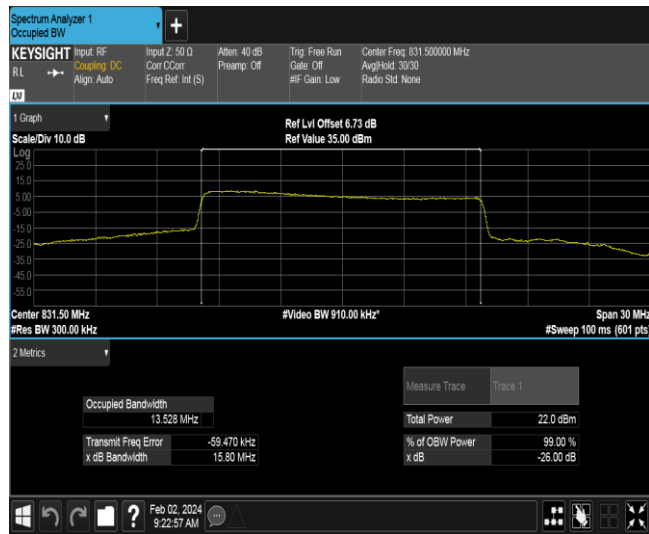 Spectrum Analyzer 1
Occupied BW
+
KEYSIGHT Input: RF Input Z: 50 Ω Atten: 40 dB Trig: Free Run Center Freq: 831.500000 MHz
RL Coupling: DC Corr CCorr Preamp: Off Gate: Off Avg|Hold: 30/30
Align: Auto Freq Ref: Int (S) #IF Gain: Low Radio Std: None
LXI
1 Graph
Ref Lvl Offset 6.73 dB
Scale/Div 10.0 dB Ref Value 35.00 dBm
Log
25.0
15.0
5.00
-5.00
-15.0
-25.0
-35.0
-45.0
-55.0
Center 831.50 MHz #Video BW 910.00 kHz* Span 30 MHz
#Res BW 300.00 kHz #Sweep 100 ms (601 pts)
2 Metrics
Measure Trace Trace 1
Occupied Bandwidth
13.528 MHz Total Power 22.0 dBm
Transmit Freq Error -59.470 kHz % of OBW Power 99.00 %
x dB Bandwidth 15.80 MHz x dB -26.00 dB
? Feb 02, 2024
9:22:57 AM